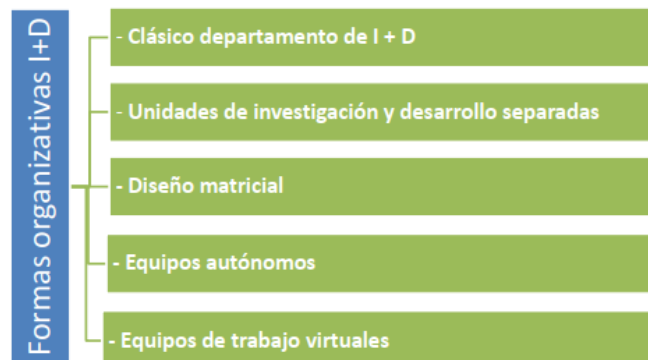 Formas organizativas I+D
- Clásico departamento de I + D
- Unidades de investigación y desarrollo separadas
- Diseño matricial
- Equipos autónomos
- Equipos de trabajo virtuales